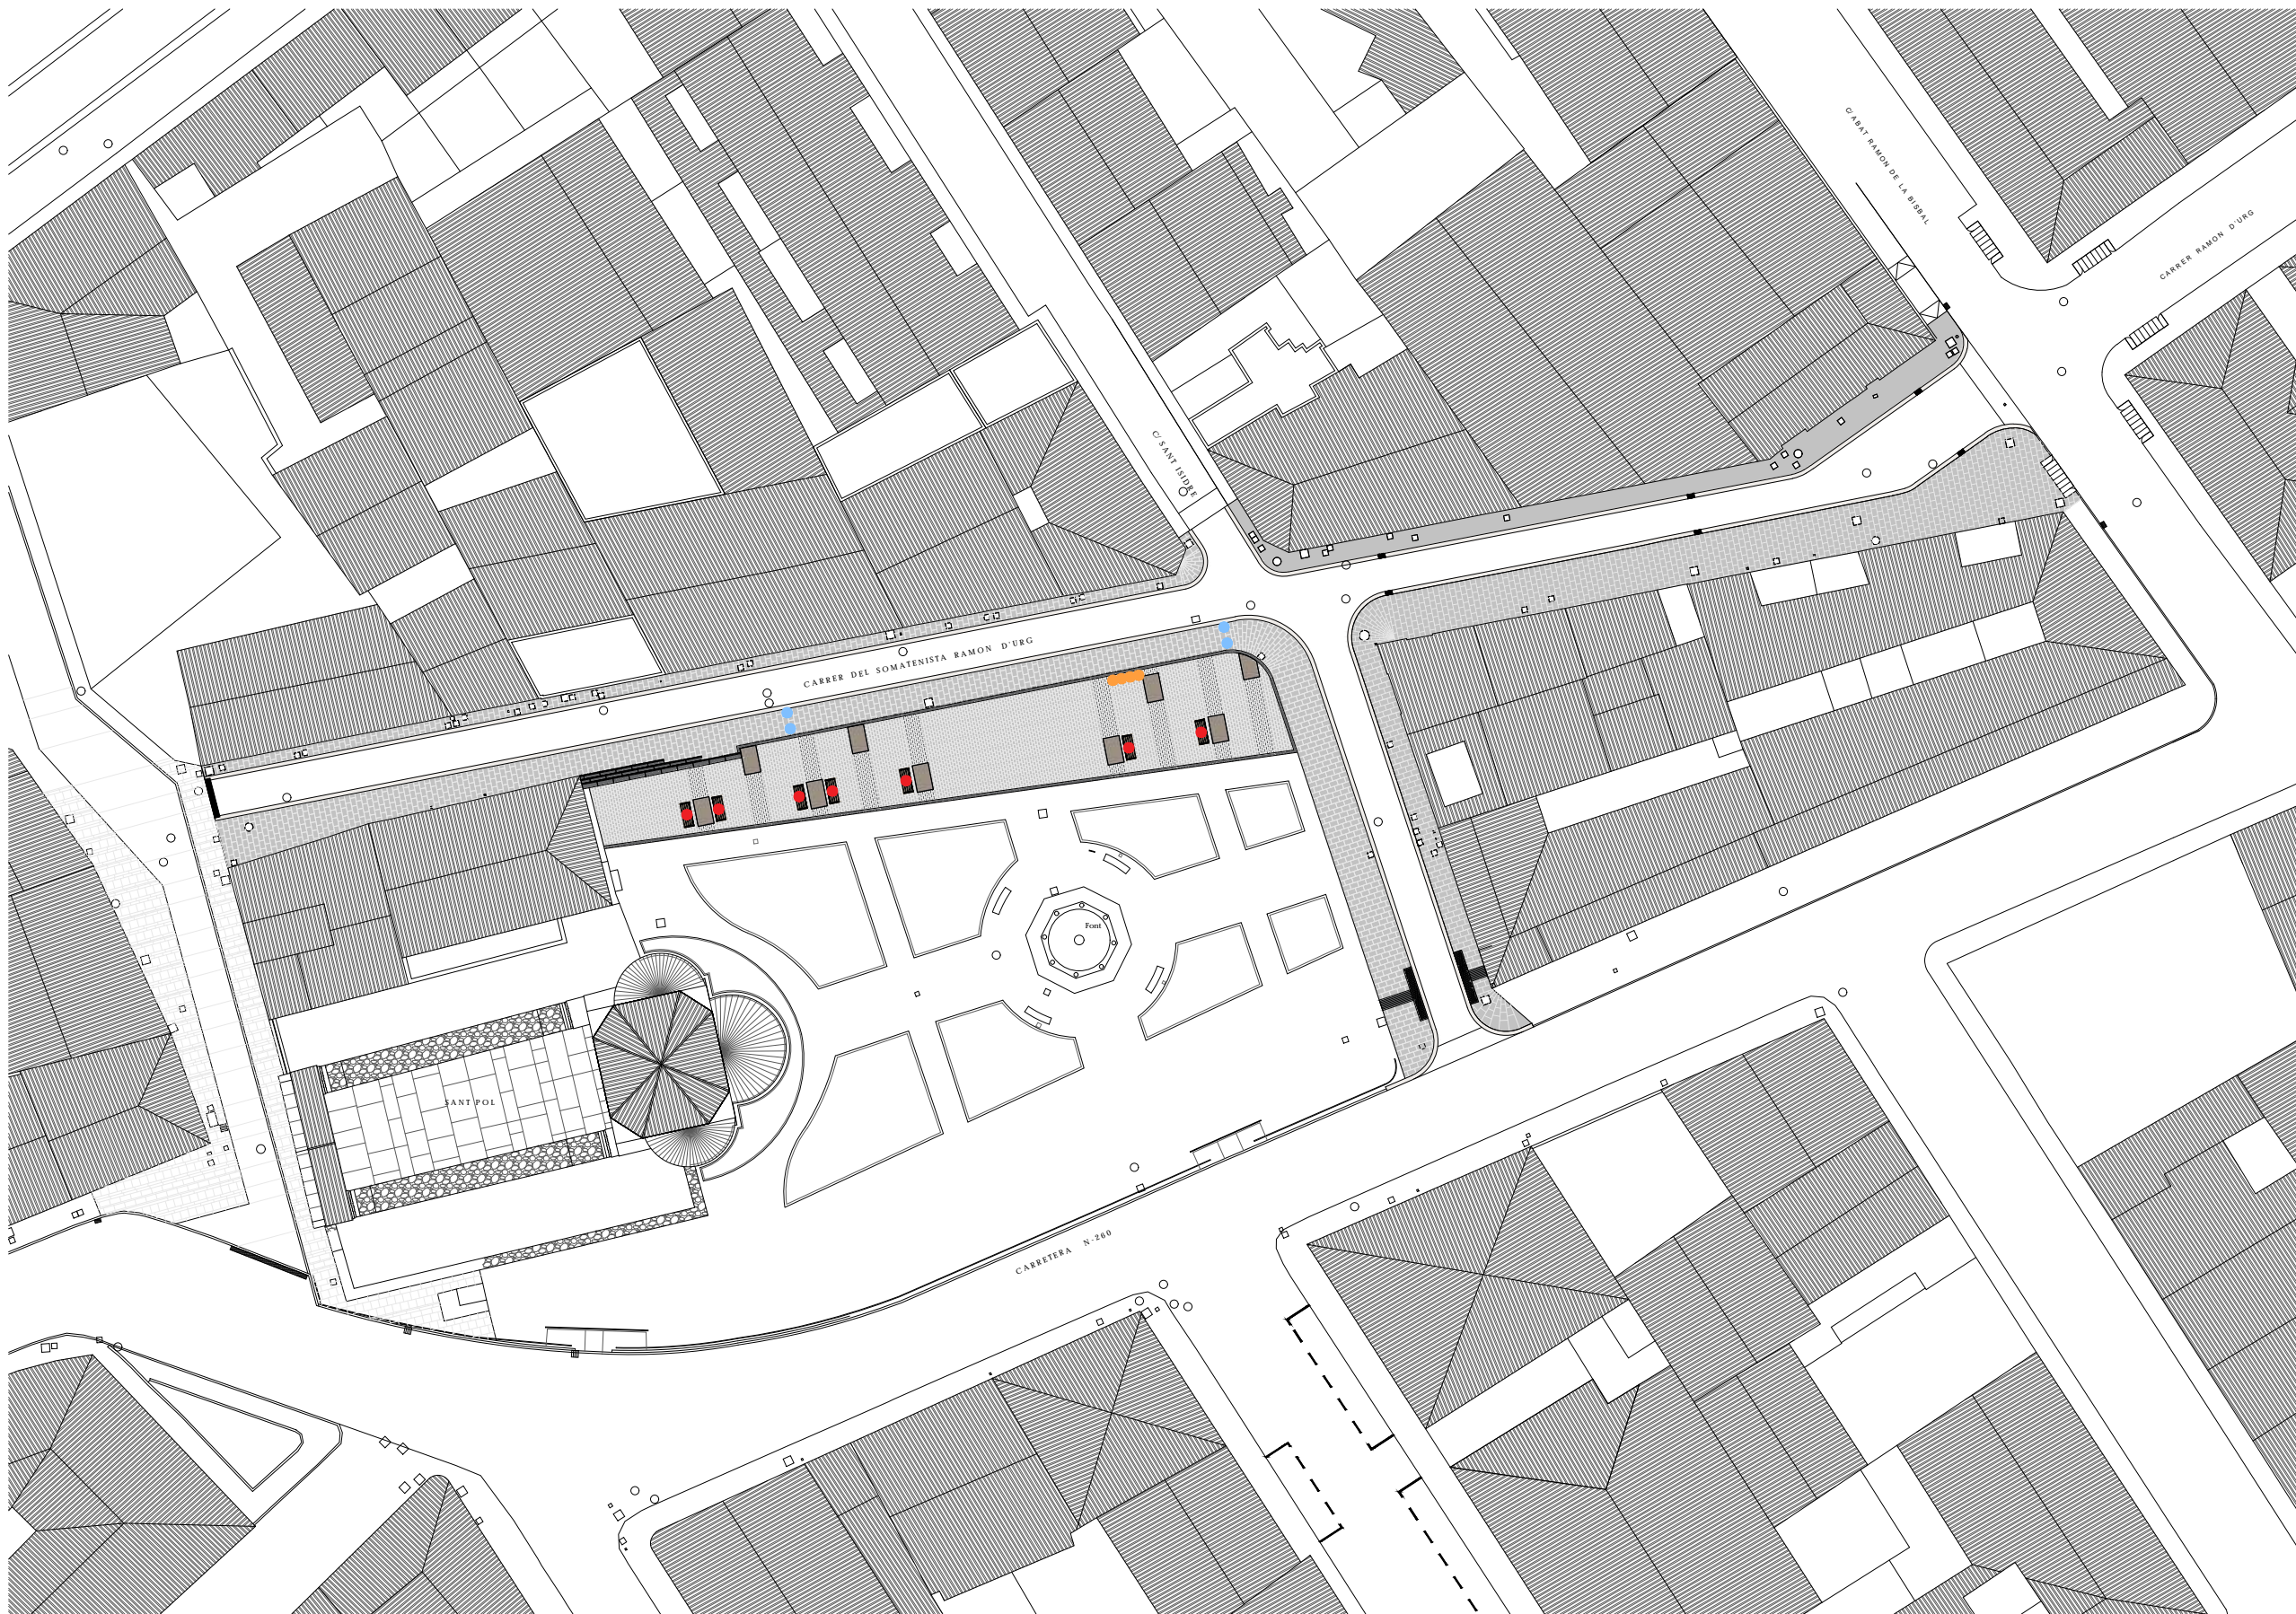 C/ ABAT RAMON DE LA BISBAL
CARRER RAMON D'URG
C/ SANT ISIDRE
CARRER DEL SOMATENISTA RAMON D'URG
Font
SANT POL
CARRETERA N-260